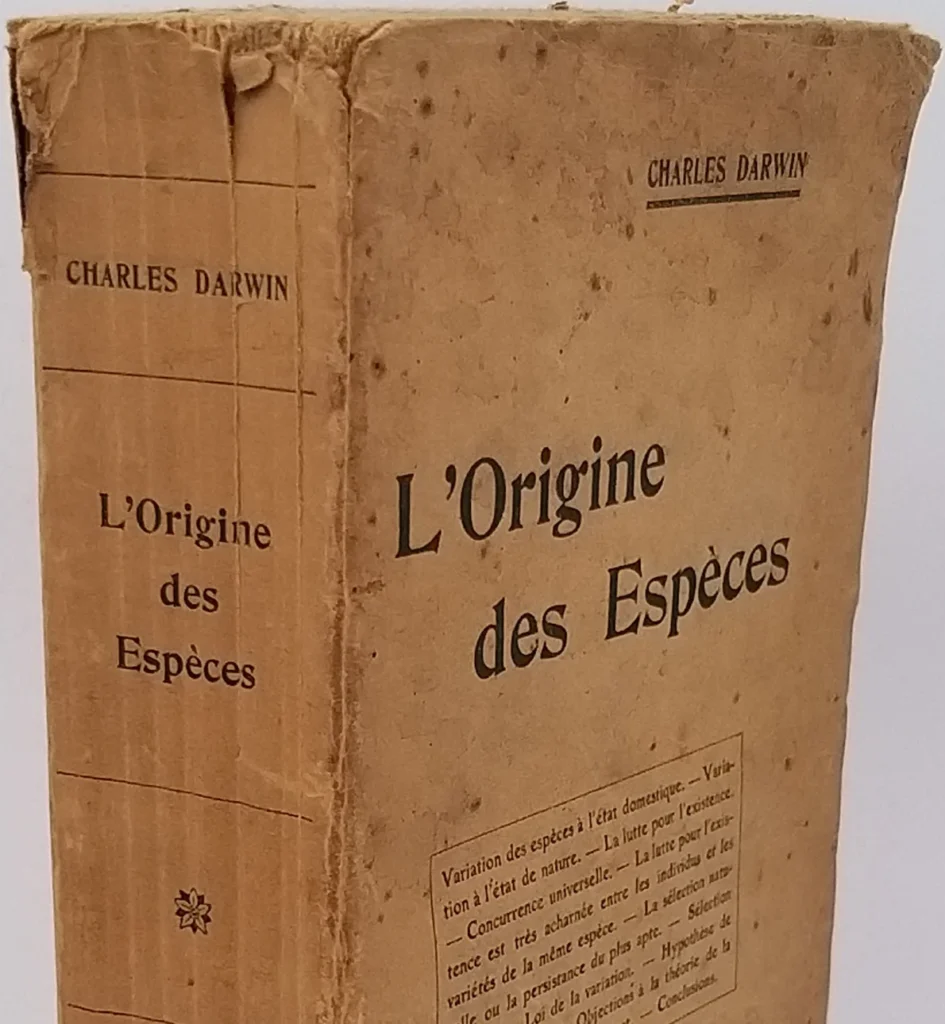 CHARLES DARWIN
L'Origine
des
Espèces
CHARLES DARWIN
L'Origine
des Espèces
Variation des espèces à l'état domestique. — Varia-
tion à l'état de nature. — La lutte pour l'existence.
— Concurrence universelle. — La lutte pour l'exis-
tence est très acharnée entre les individus et les
variétés de la même espèce. — La sélection natu-
lle ou la persistance du plus apte. — Sélection
Loi de la variation. — Hypothèse de
Objections à la théorie de la
— Conclusions.